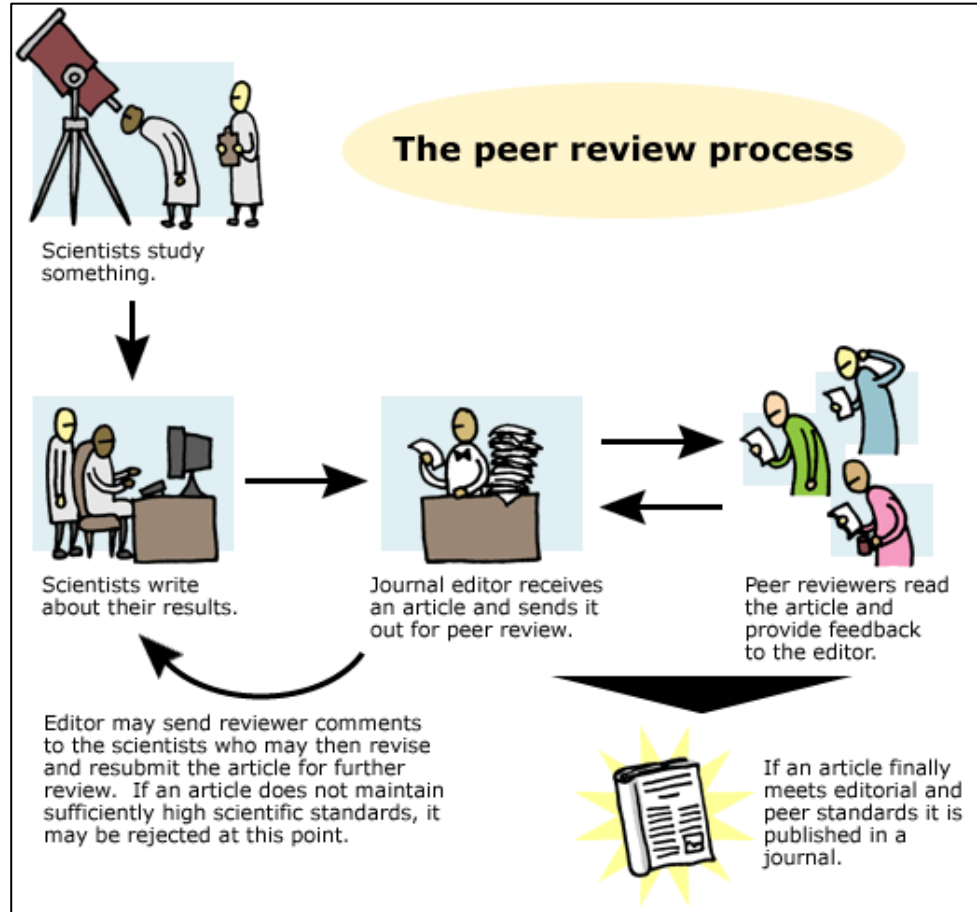 The peer review process
Scientists study
something.
Scientists write
about their results.
Journal editor receives
an article and sends it
out for peer review.
Peer reviewers read
the article and
provide feedback
to the editor.
Editor may send reviewer comments
to the scientists who may then revise
and resubmit the article for further
review.  If an article does not maintain
sufficiently high scientific standards, it
may be rejected at this point.
If an article finally
meets editorial and
peer standards it is
published in a
journal.